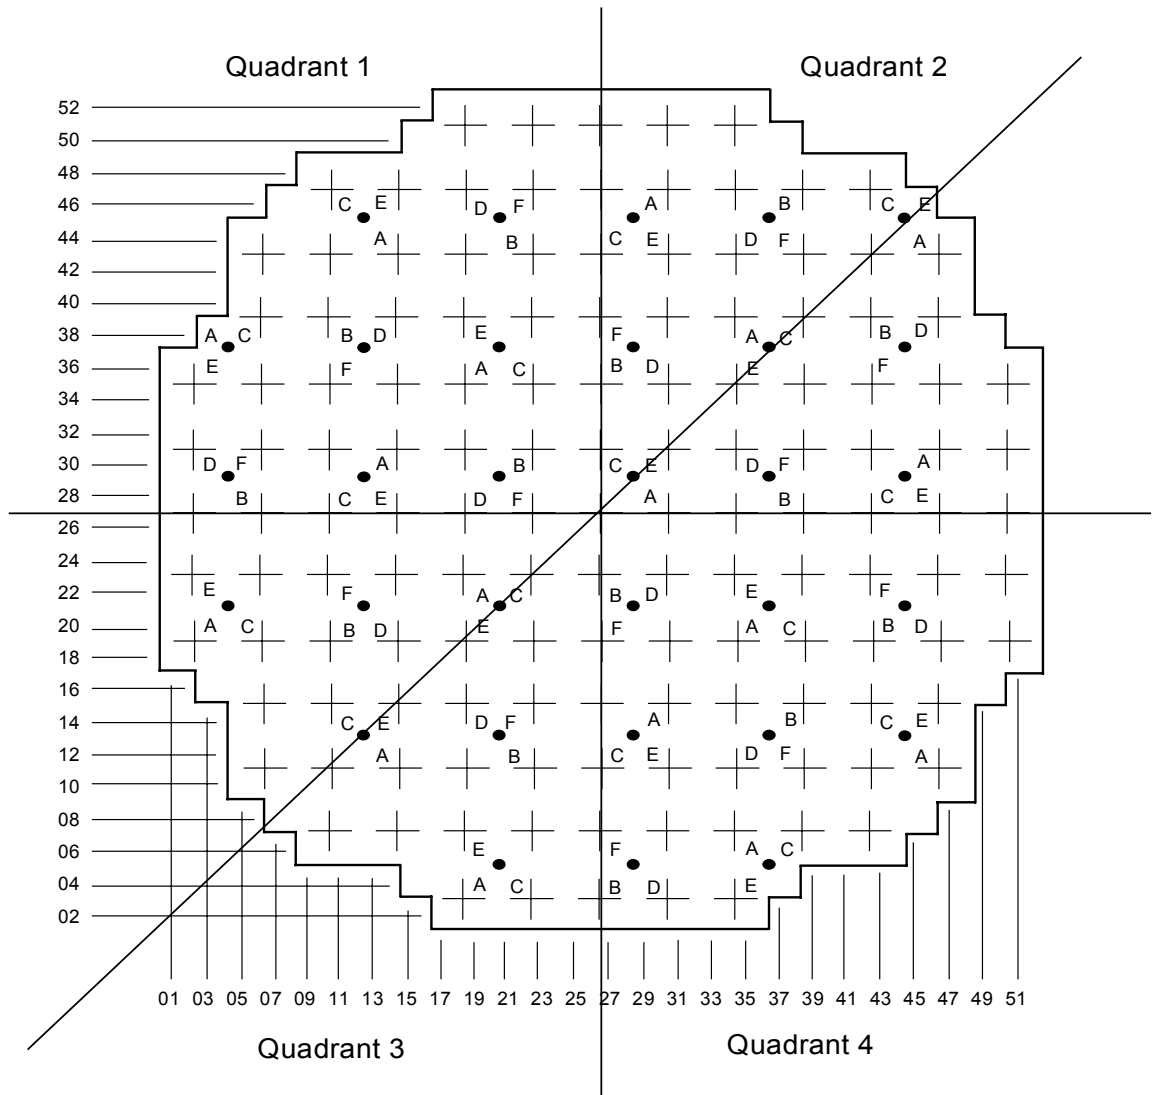 Quadrant 1 Quadrant 2
52
50
48
46 C E D F A B C E
44 A B C E D F A
42
40
38 A C B D E F A C B D
36 E F A C B D E F
34
32
30 D F A B C E D F A
28 B C E D F A B C E
26
24
22 E F A C B D E F
20 A C B D E F A C B D
18
16
14 C E D F A B C E
12 A B C E D F A
10
08
06 E F A C
04 A C B D E
02
01 03 05 07 09 11 13 15 17 19 21 23 25 27 29 31 33 35 37 39 41 43 45 47 49 51
Quadrant 3 Quadrant 4